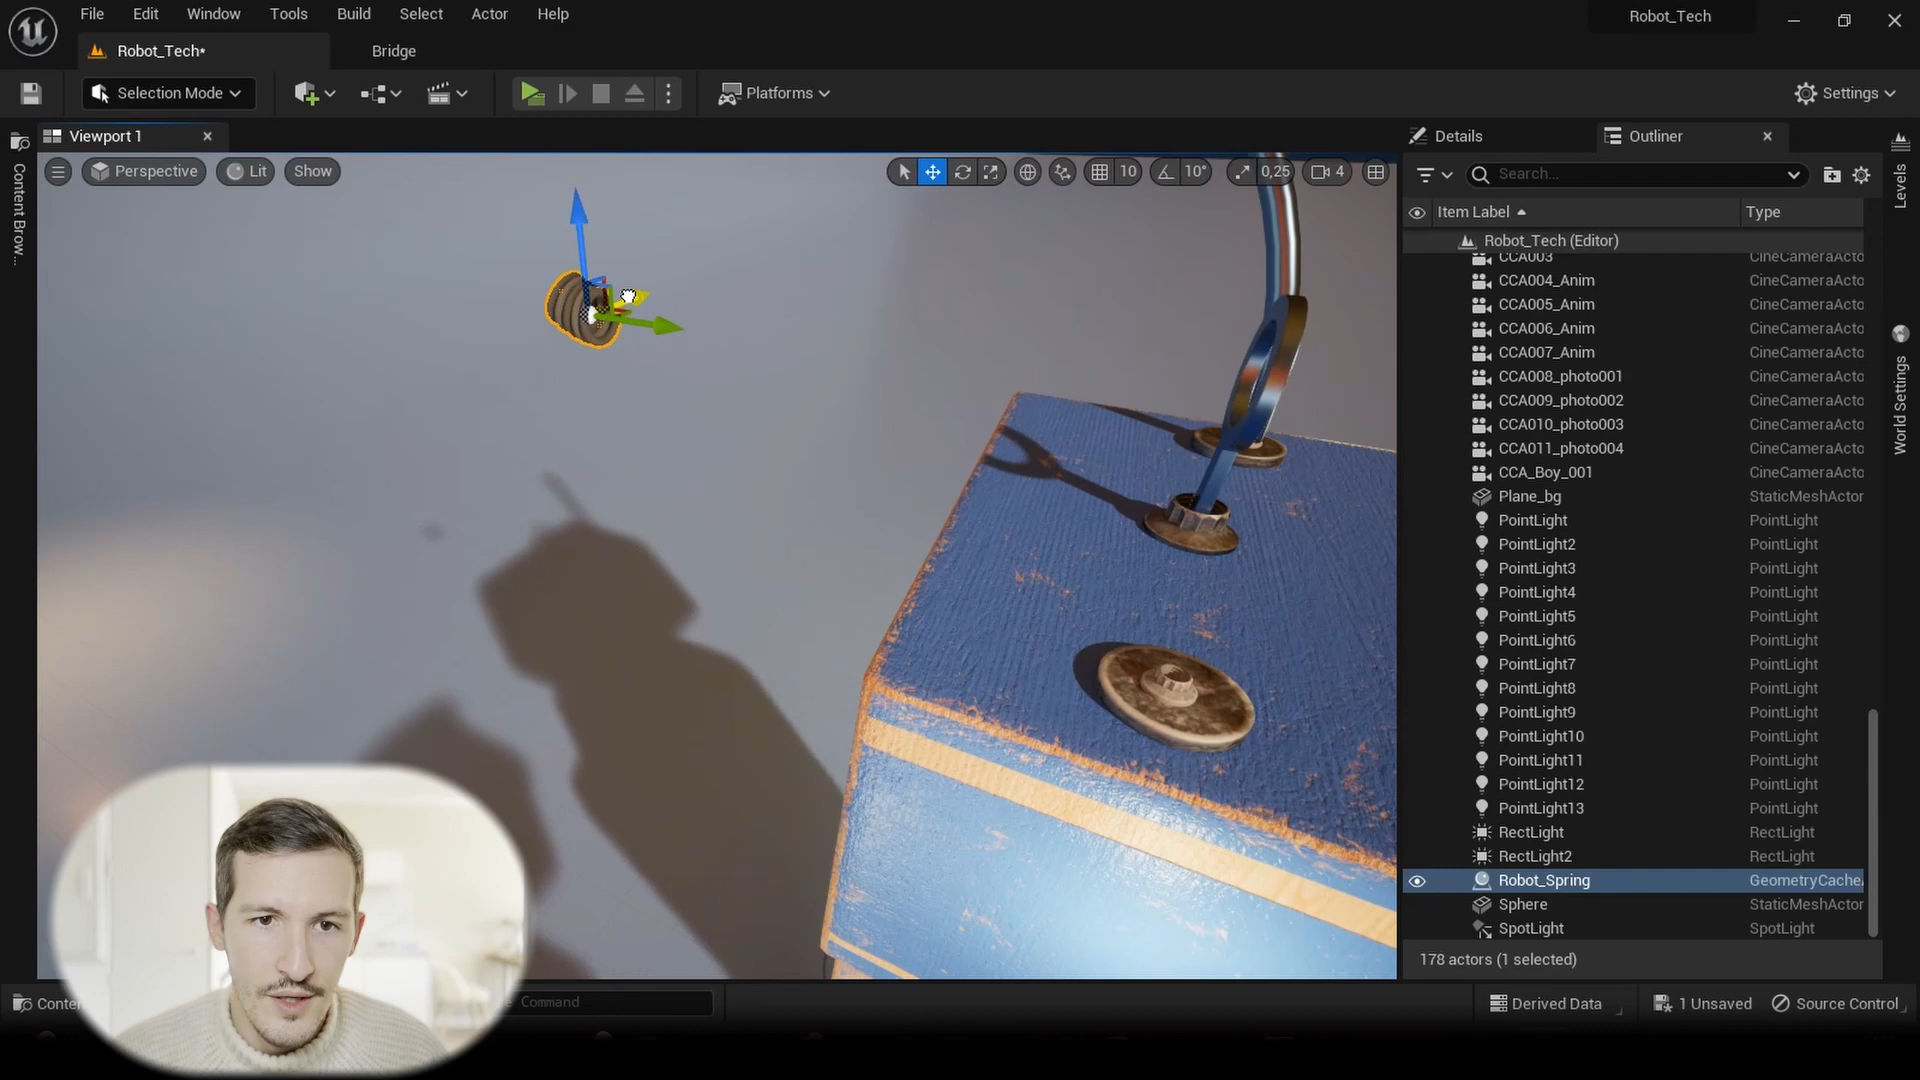 File Edit Window Tools Build Select Actor Help
Robot_Tech
Robot_Tech*
Bridge
Selection Mode
Platforms
Settings
Viewport 1
Details
Outliner
Perspective
Lit
Show
10
10°
0,25
4
Search...
Content Brow...
Levels
World Settings
Item Label
Type
Robot_Tech (Editor)
CCA003 CineCameraActo
CCA004_Anim CineCameraActo
CCA005_Anim CineCameraActo
CCA006_Anim CineCameraActo
CCA007_Anim CineCameraActo
CCA008_photo001 CineCameraActo
CCA009_photo002 CineCameraActo
CCA010_photo003 CineCameraActo
CCA011_photo004 CineCameraActo
CCA_Boy_001 CineCameraActo
Plane_bg StaticMeshActor
PointLight PointLight
PointLight2 PointLight
PointLight3 PointLight
PointLight4 PointLight
PointLight5 PointLight
PointLight6 PointLight
PointLight7 PointLight
PointLight8 PointLight
PointLight9 PointLight
PointLight10 PointLight
PointLight11 PointLight
PointLight12 PointLight
PointLight13 PointLight
RectLight RectLight
RectLight2 RectLight
Robot_Spring GeometryCache
Sphere StaticMeshActor
SpotLight SpotLight
178 actors (1 selected)
Conte
Command
Derived Data
1 Unsaved
Source Control